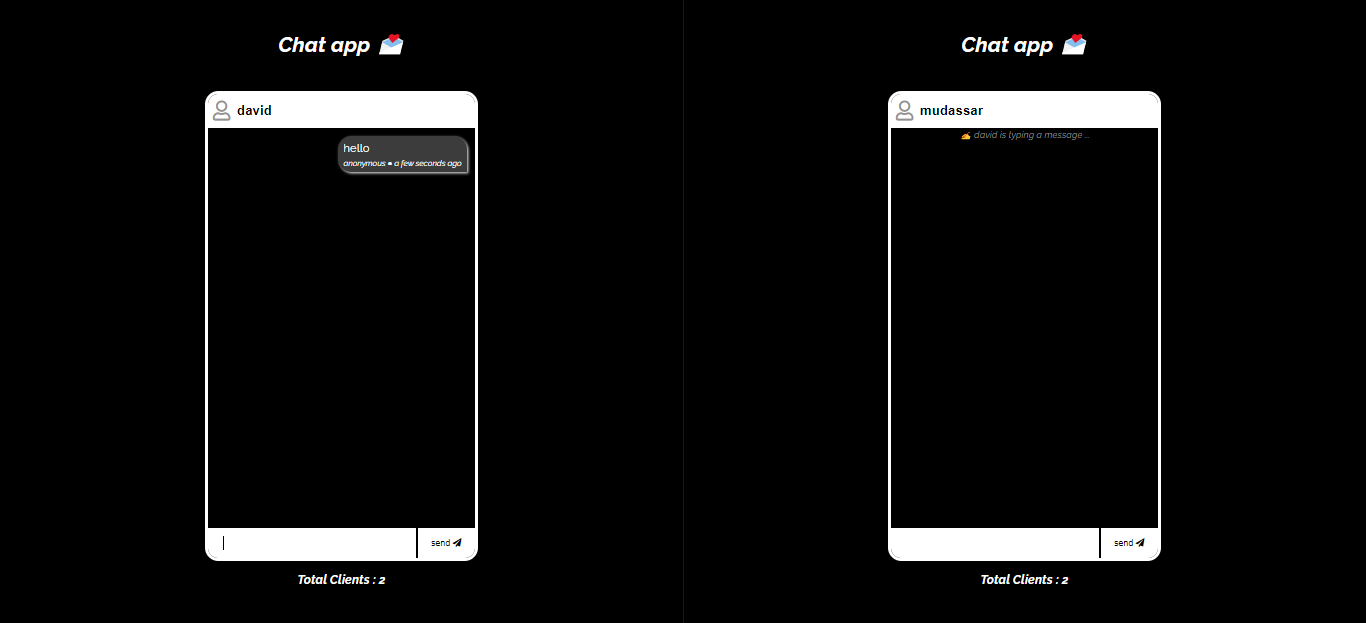 Chat app
david
hello
anonymous • a few seconds ago
send
Total Clients : 2
Chat app
mudassar
david is typing a message ...
send
Total Clients : 2